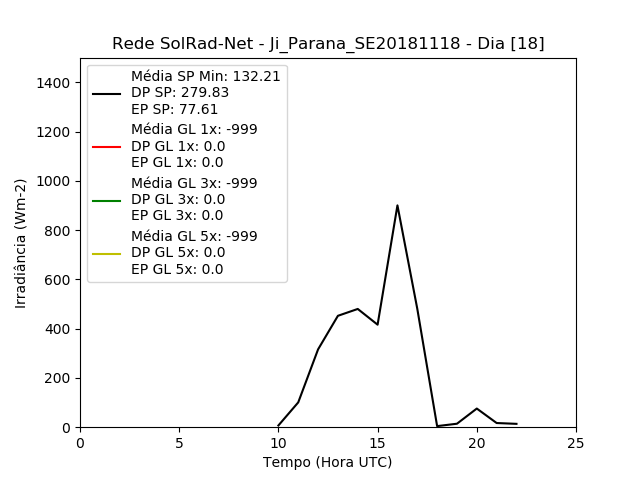 Rede SolRad-Net - Ji_Parana_SE20181118 - Dia [18]
Irradiância (Wm-2)
1400
1200
1000
800
600
400
200
0
Média SP Min: 132.21
DP SP: 279.83
EP SP: 77.61
Média GL 1x: -999
DP GL 1x: 0.0
EP GL 1x: 0.0
Média GL 3x: -999
DP GL 3x: 0.0
EP GL 3x: 0.0
Média GL 5x: -999
DP GL 5x: 0.0
EP GL 5x: 0.0
0 5 10 15 20 25
Tempo (Hora UTC)